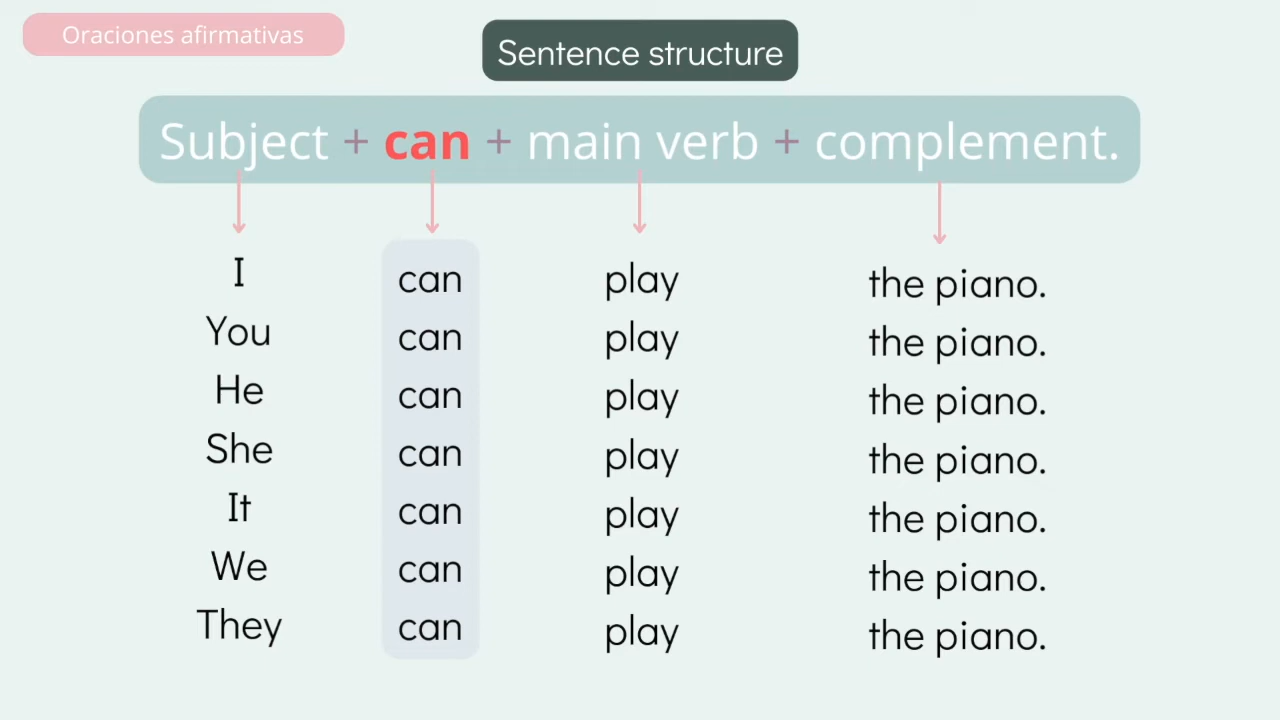 Oraciones afirmativas
Sentence structure
Subject + can + main verb + complement.
I can play the piano.
You can play the piano.
He can play the piano.
She can play the piano.
It can play the piano.
We can play the piano.
They can play the piano.